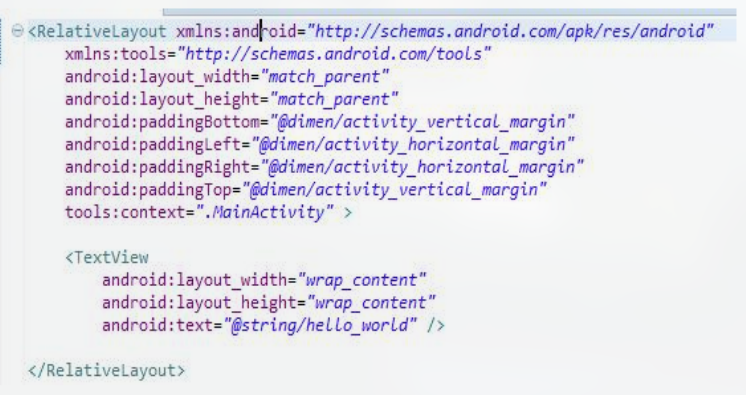 <RelativeLayout xmlns:android="http://schemas.android.com/apk/res/android"
    xmlns:tools="http://schemas.android.com/tools"
    android:layout_width="match_parent"
    android:layout_height="match_parent"
    android:paddingBottom="@dimen/activity_vertical_margin"
    android:paddingLeft="@dimen/activity_horizontal_margin"
    android:paddingRight="@dimen/activity_horizontal_margin"
    android:paddingTop="@dimen/activity_vertical_margin"
    tools:context=".MainActivity" >

    <TextView
        android:layout_width="wrap_content"
        android:layout_height="wrap_content"
        android:text="@string/hello_world" />

</RelativeLayout>